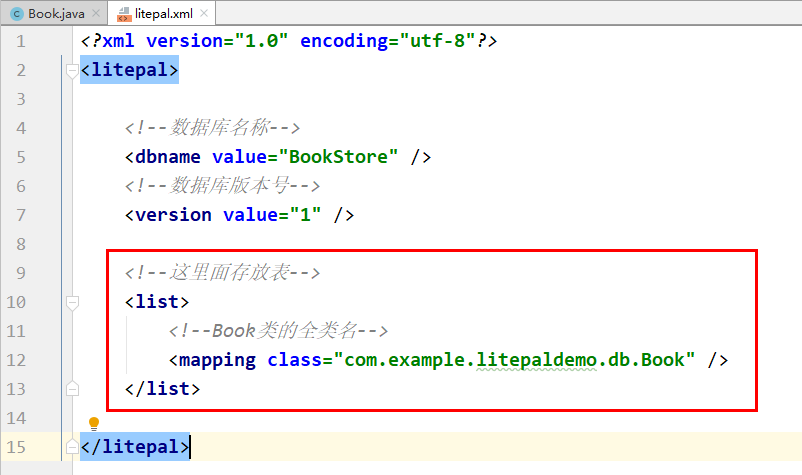 Book.java litepal.xml
1 <?xml version="1.0" encoding="utf-8"?>
2 <litepal>
3
4 <!--数据库名称-->
5 <dbname value="BookStore" />
6 <!--数据库版本号-->
7 <version value="1" />
8
9 <!--这里面存放表-->
10 <list>
11 <!--Book类的全类名-->
12 <mapping class="com.example.litepaldemo.db.Book" />
13 </list>
14
15 </litepal>